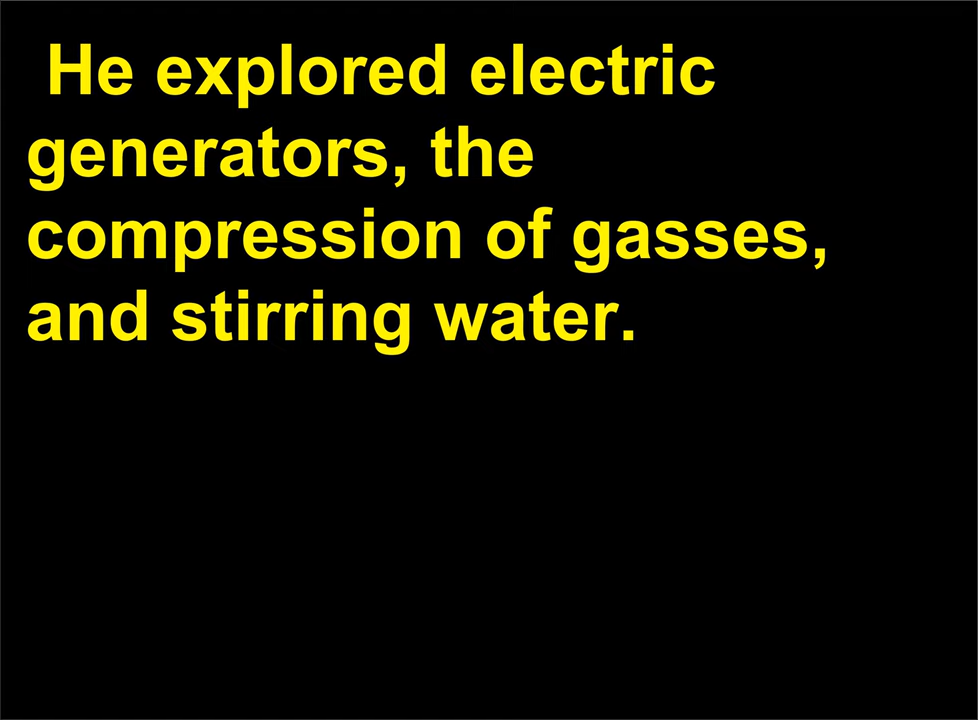 He explored electric
generators, the
compression of gasses,
and stirring water.